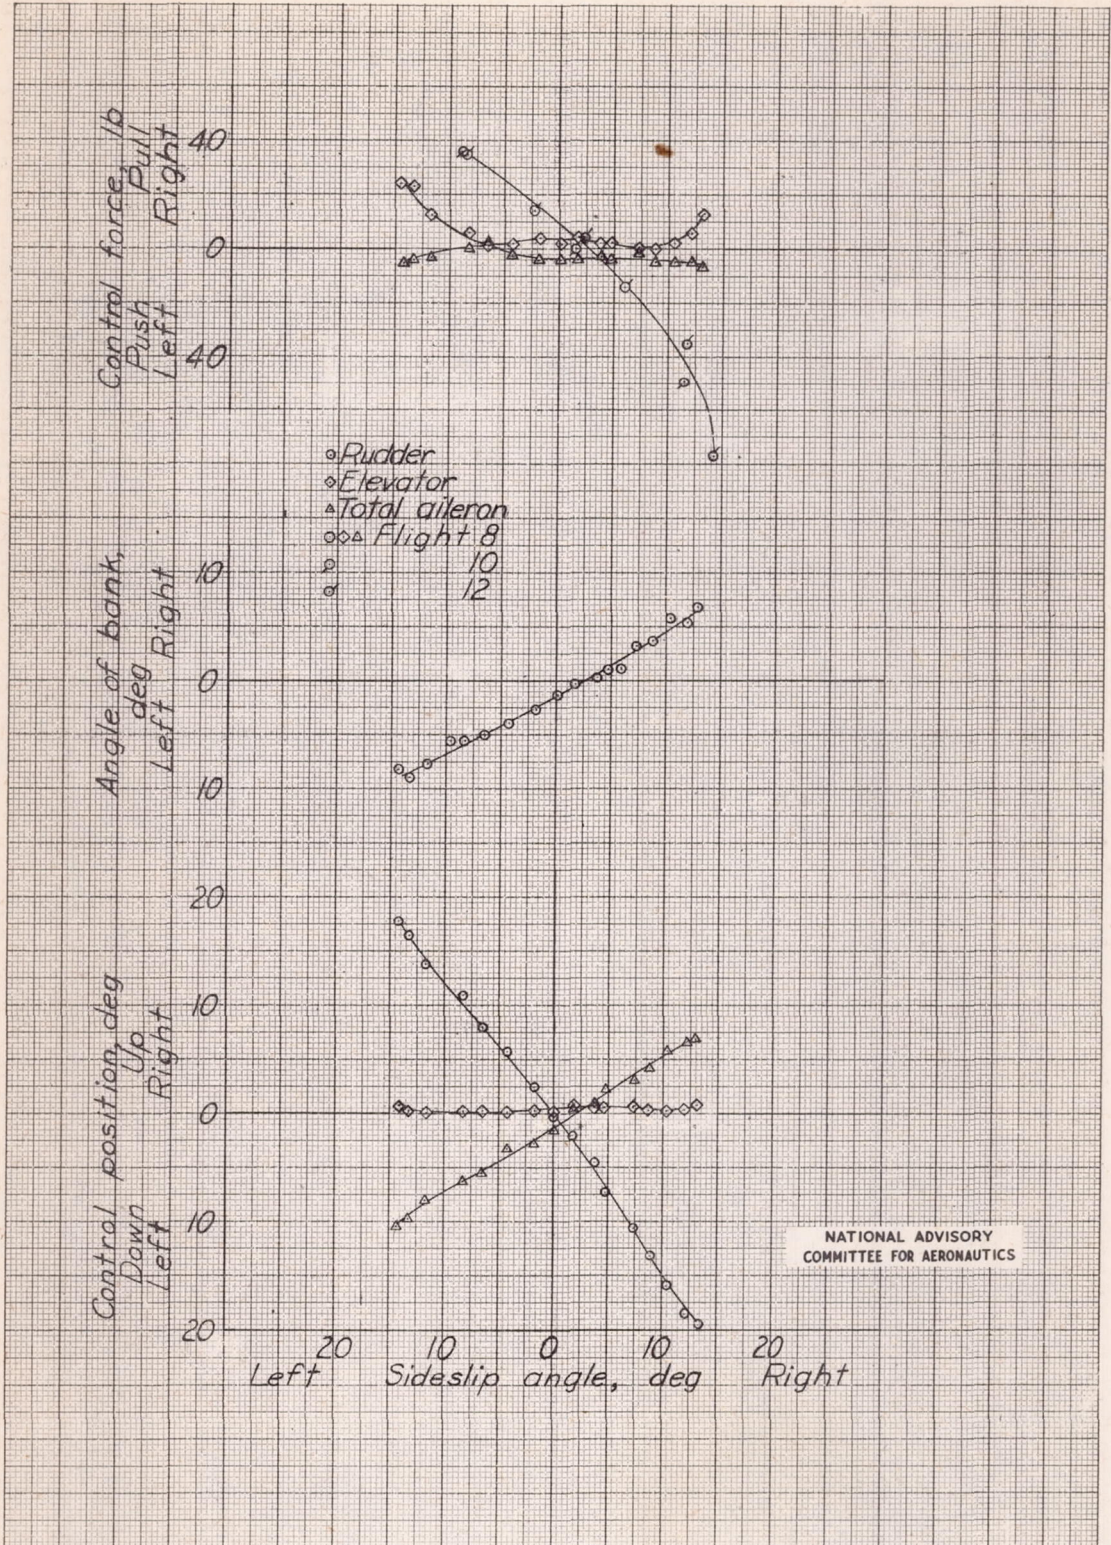 Control force, lb
Push Pull
Left Right
40
0
40
Rudder
Elevator
Total aileron
Flight 8
10
12
Angle of bank,
deg
Left Right
10
0
10
Control position, deg
Down Up
Left Right
20
10
0
10
20
20 10 0 10 20
Left Sideslip angle, deg Right
NATIONAL ADVISORY
COMMITTEE FOR AERONAUTICS